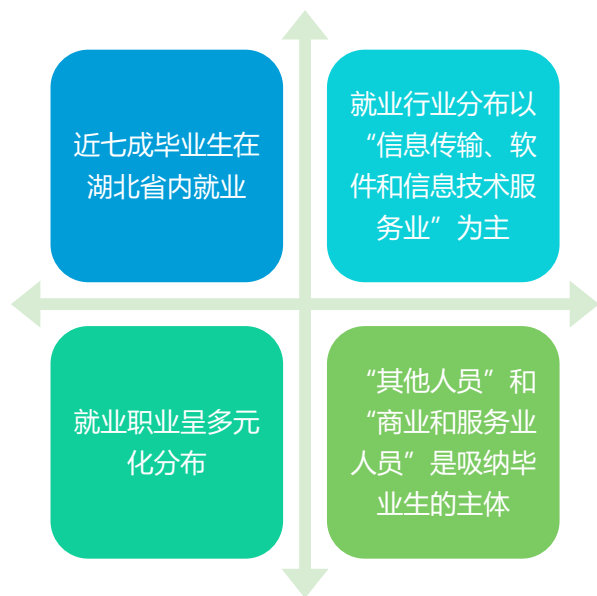 近七成毕业生在
湖北省内就业
就业行业分布以
“信息传输、软
件和信息技术服
务业”为主
就业职业呈多元
化分布
“其他人员”和
“商业和服务业
人员”是吸纳毕
业生的主体